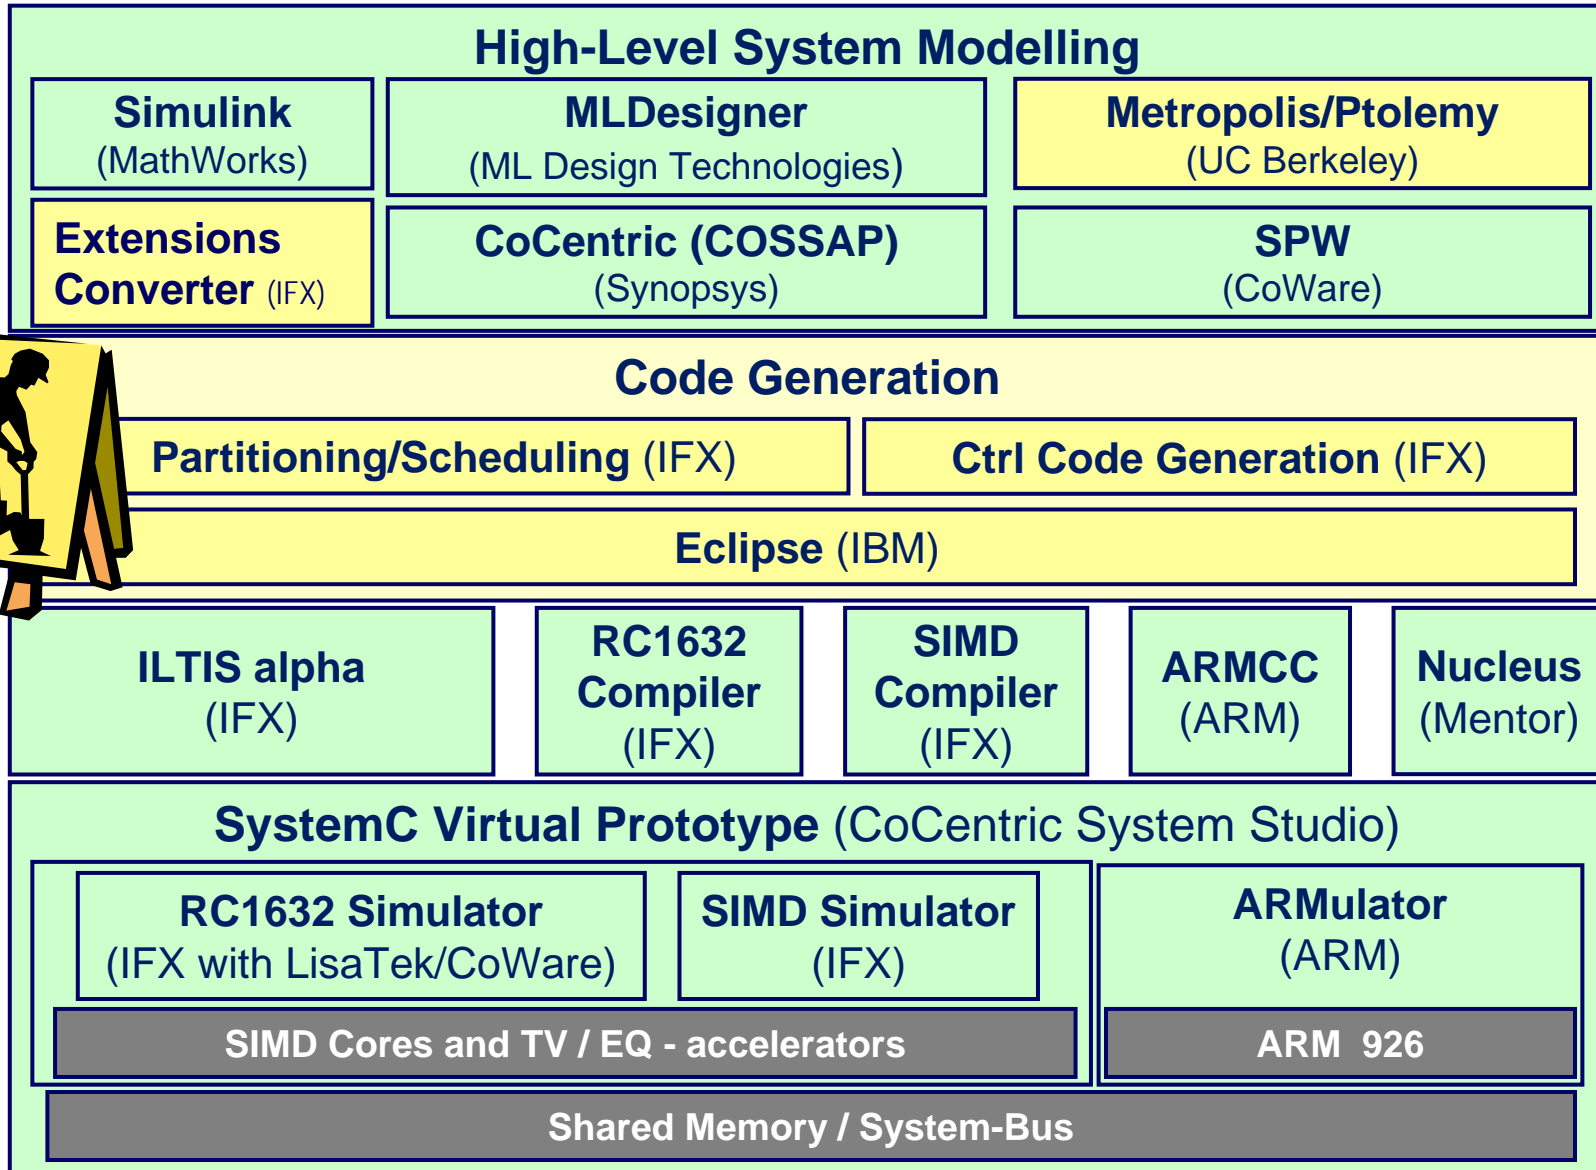 High-Level System Modelling
Simulink
(MathWorks)
MLDesigner
(ML Design Technologies)
Metropolis/Ptolemy
(UC Berkeley)
Extensions
Converter (IFX)
CoCentric (COSSAP)
(Synopsys)
SPW
(CoWare)
Code Generation
Partitioning/Scheduling (IFX)
Ctrl Code Generation (IFX)
Eclipse (IBM)
ILTIS alpha
(IFX)
RC1632
Compiler
(IFX)
SIMD
Compiler
(IFX)
ARMCC
(ARM)
Nucleus
(Mentor)
SystemC Virtual Prototype (CoCentric System Studio)
RC1632 Simulator
(IFX with LisaTek/CoWare)
SIMD Simulator
(IFX)
ARMulator
(ARM)
SIMD Cores and TV / EQ - accelerators
ARM 926
Shared Memory / System-Bus